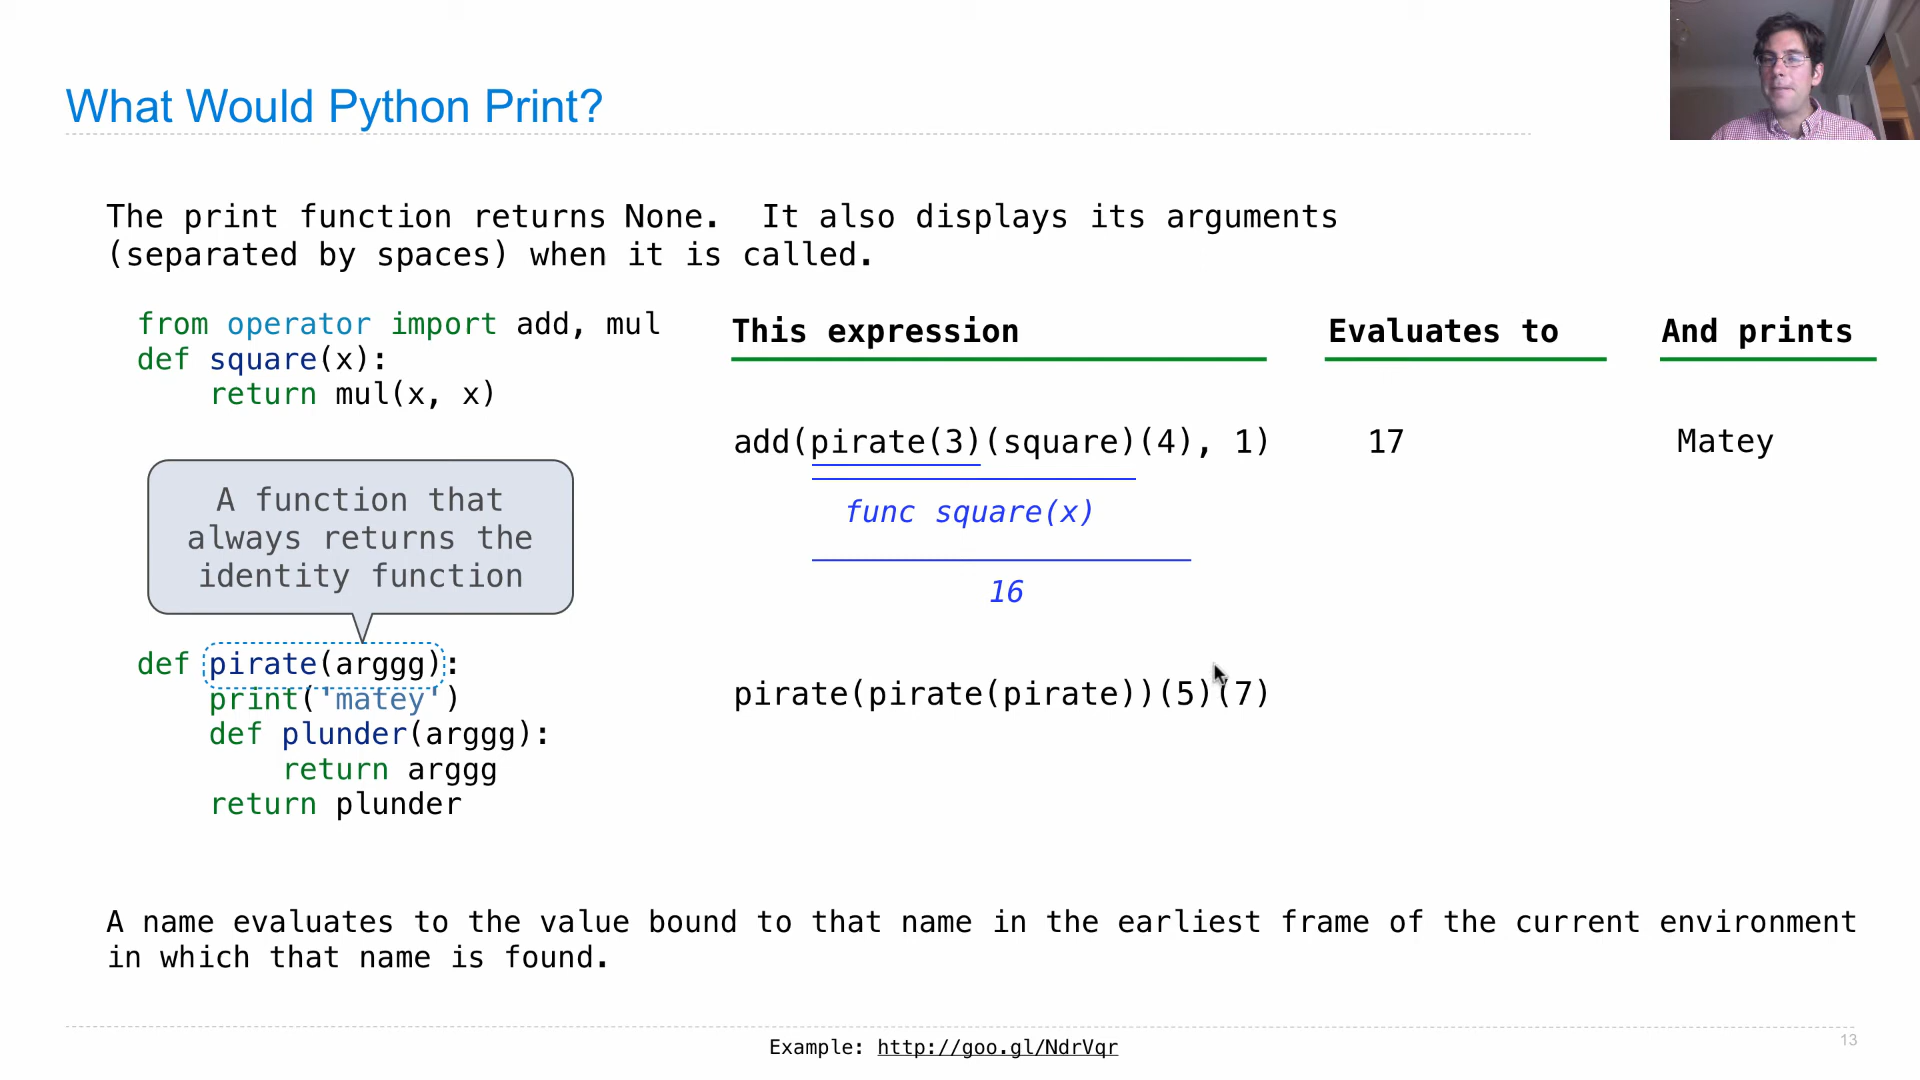 What Would Python Print?
The print function returns None.  It also displays its arguments
(separated by spaces) when it is called.
from operator import add, mul
def square(x):
    return mul(x, x)
A function that
always returns the
identity function
def pirate(arggg):
    print('matey')
    def plunder(arggg):
        return arggg
    return plunder
This expression
Evaluates to
And prints
add(pirate(3)(square)(4), 1)
17
Matey
func square(x)
16
pirate(pirate(pirate))(5)(7)
A name evaluates to the value bound to that name in the earliest frame of the current environment
in which that name is found.
Example: http://goo.gl/NdrVqr
13